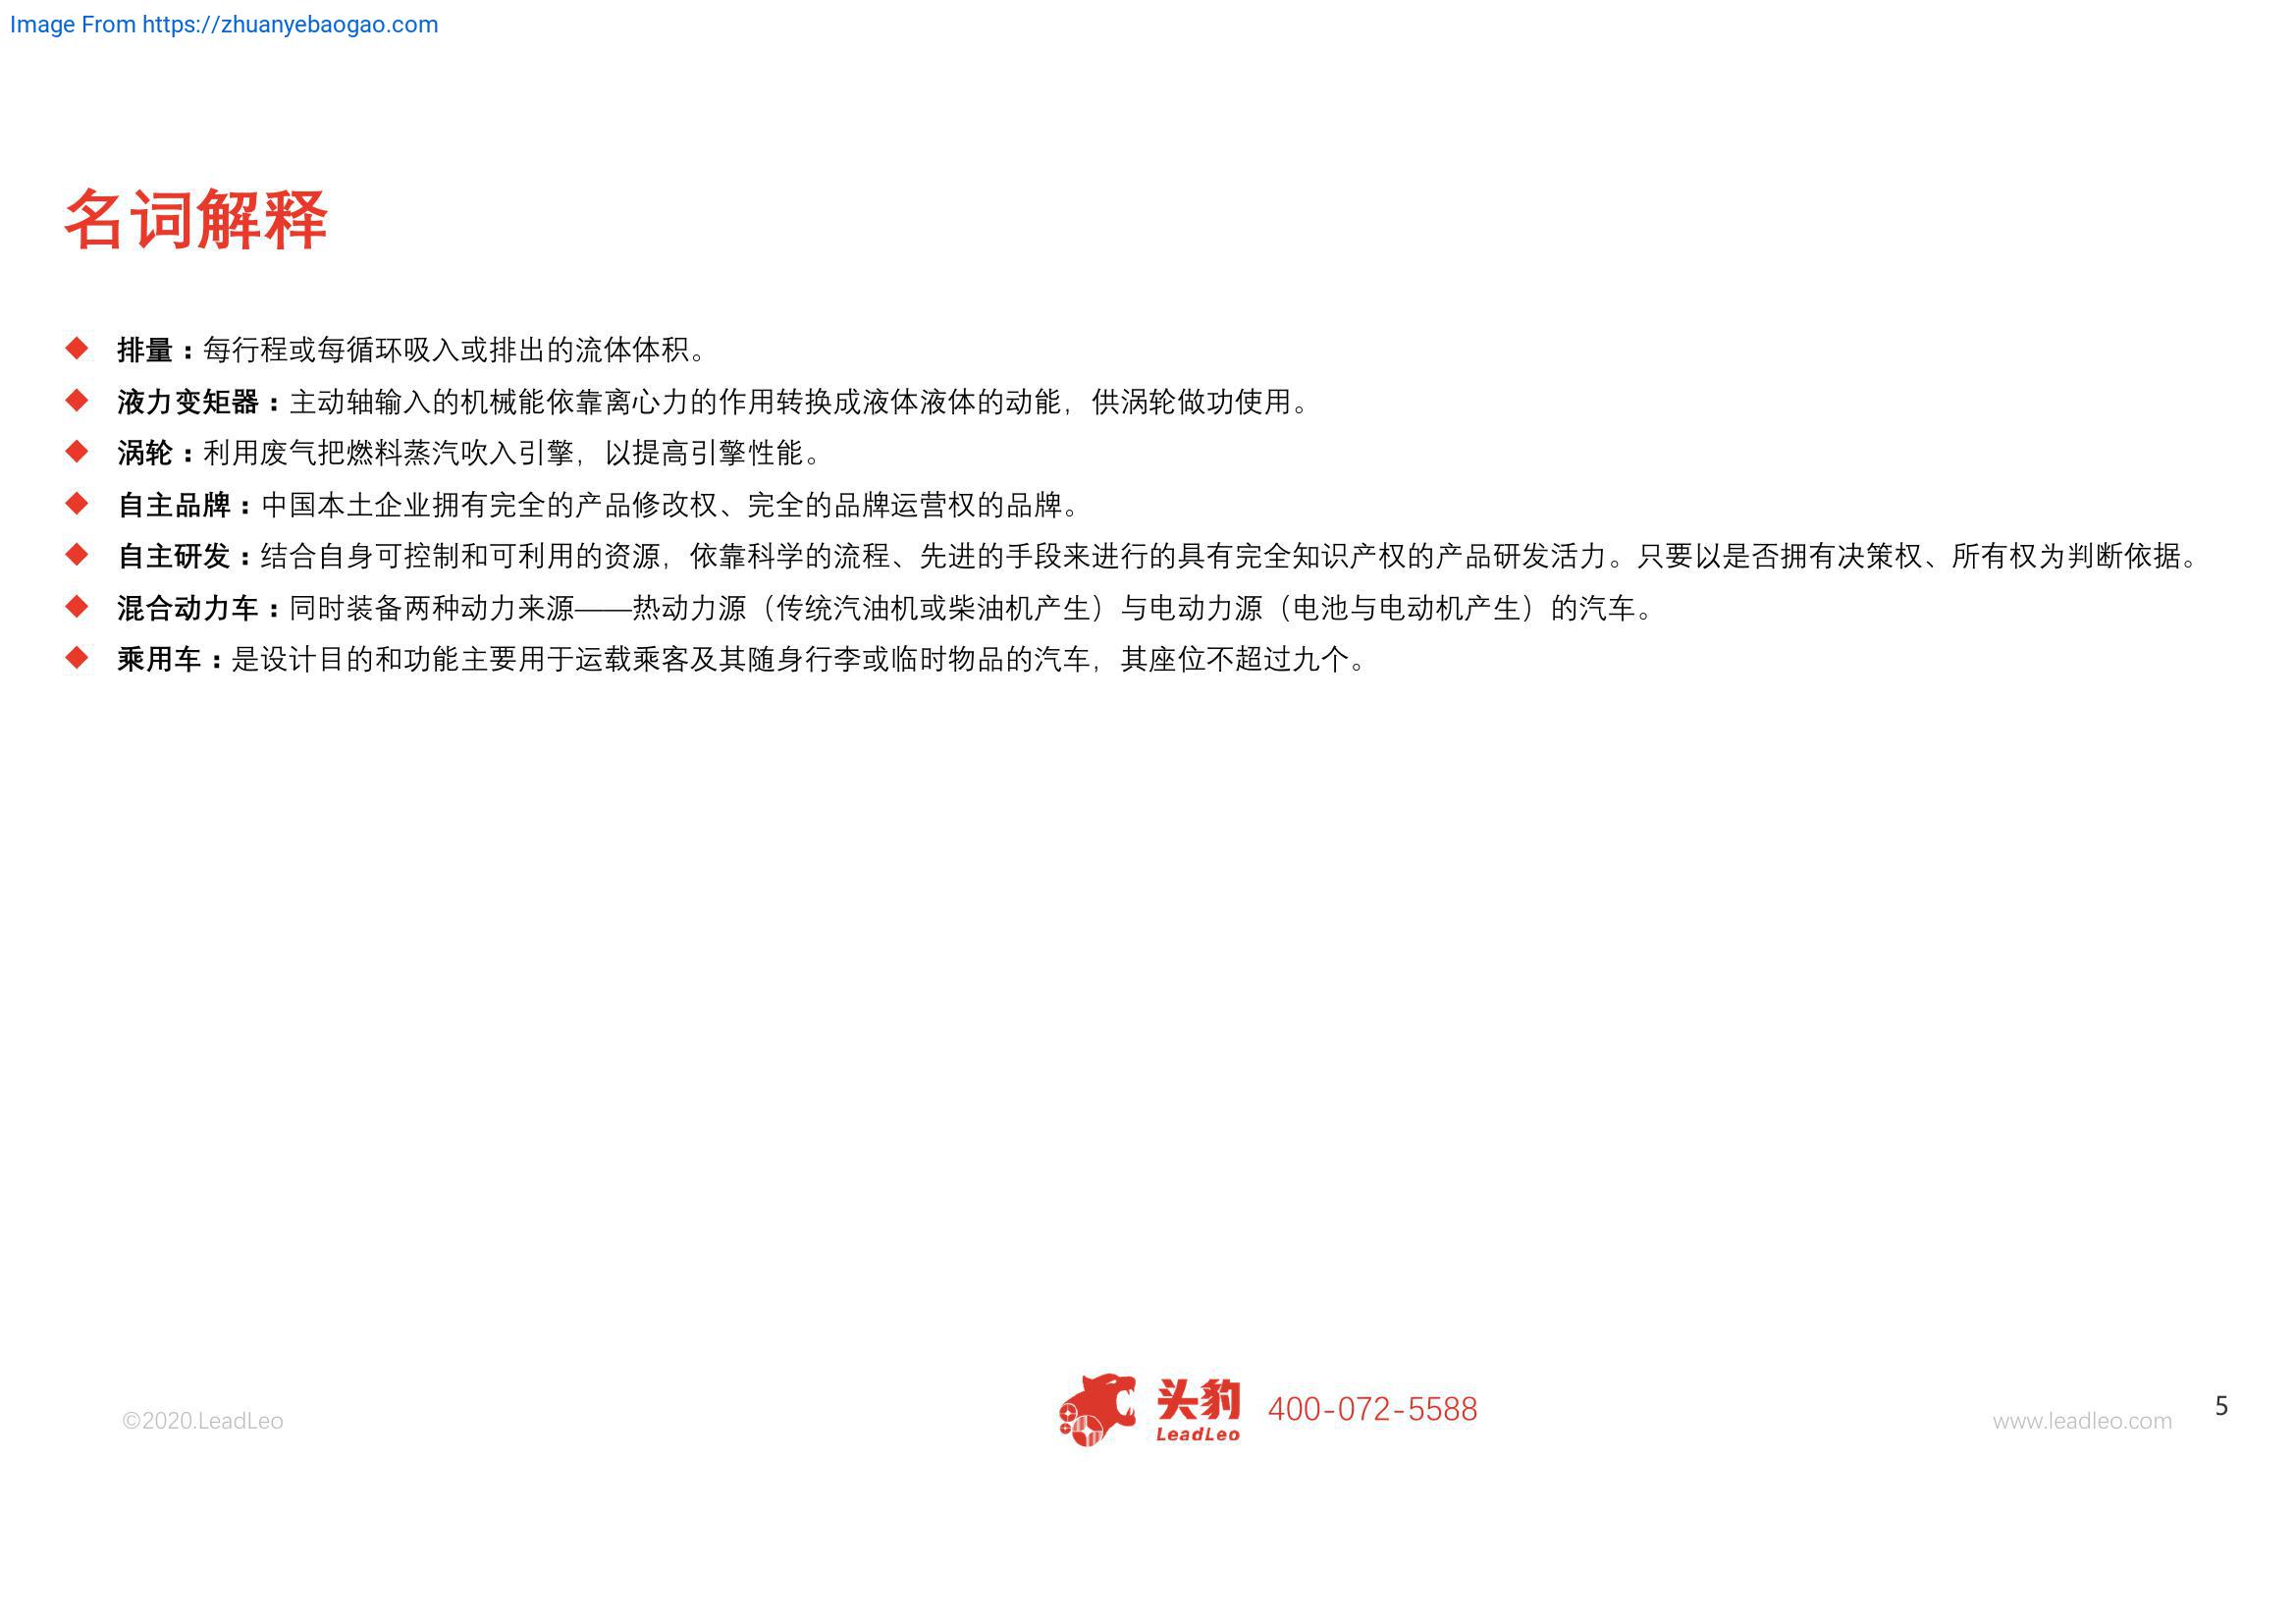 Image From https://zhuanyebaogao.com
名词解释
◆ 排量：每行程或每循环吸入或排出的流体体积。
◆ 液力变矩器：主动轴输入的机械能依靠离心力的作用转换成液体液体的动能，供涡轮做功使用。
◆ 涡轮：利用废气把燃料蒸汽吹入引擎，以提高引擎性能。
◆ 自主品牌：中国本土企业拥有完全的产品修改权、完全的品牌运营权的品牌。
◆ 自主研发：结合自身可控制和可利用的资源，依靠科学的流程、先进的手段来进行的具有完全知识产权的产品研发活力。只要以是否拥有决策权、所有权为判断依据。
◆ 混合动力车：同时装备两种动力来源——热动力源（传统汽油机或柴油机产生）与电动力源（电池与电动机产生）的汽车。
◆ 乘用车：是设计目的和功能主要用于运载乘客及其随身行李或临时物品的汽车，其座位不超过九个。
©2020.LeadLeo
头豹
LeadLeo
400-072-5588
www.leadleo.com
5